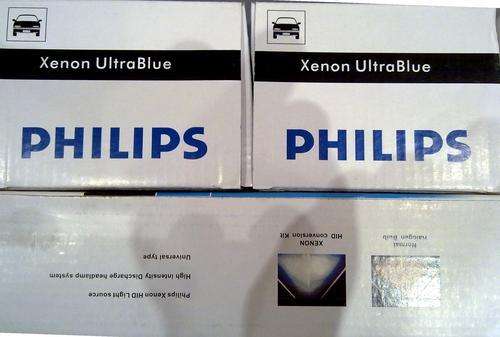 Xenon UltraBlue
PHILIPS
Xenon UltraBlue
PHILIPS
Philips Xenon HID Light source
High Intensity Discharge headlamp system
Universal type
XENON
HID conversion Kit
Normal
Halogen Bulb